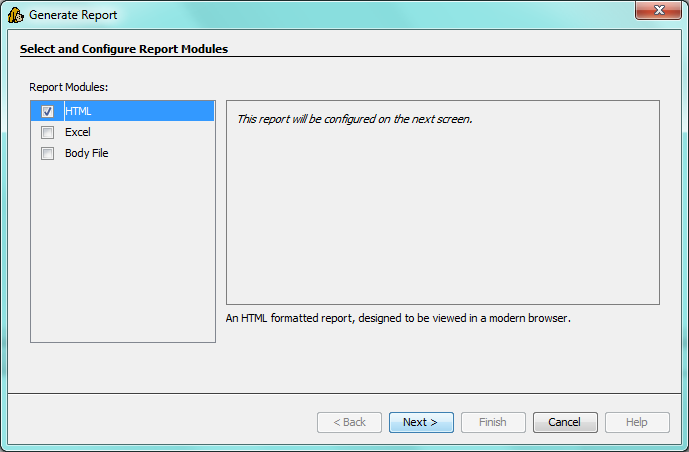 Generate Report
Select and Configure Report Modules
Report Modules:
HTML
Excel
Body File
This report will be configured on the next screen.
An HTML formatted report, designed to be viewed in a modern browser.
< Back
Next >
Finish
Cancel
Help